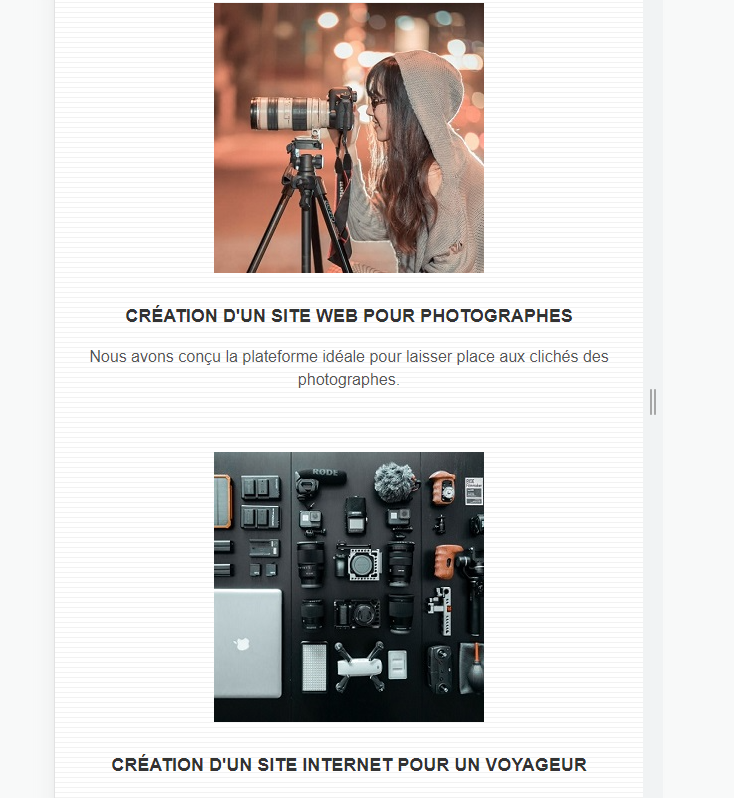 CRÉATION D'UN SITE WEB POUR PHOTOGRAPHES
Nous avons conçu la plateforme idéale pour laisser place aux clichés des
photographes.
RØDE
CRÉATION D'UN SITE INTERNET POUR UN VOYAGEUR